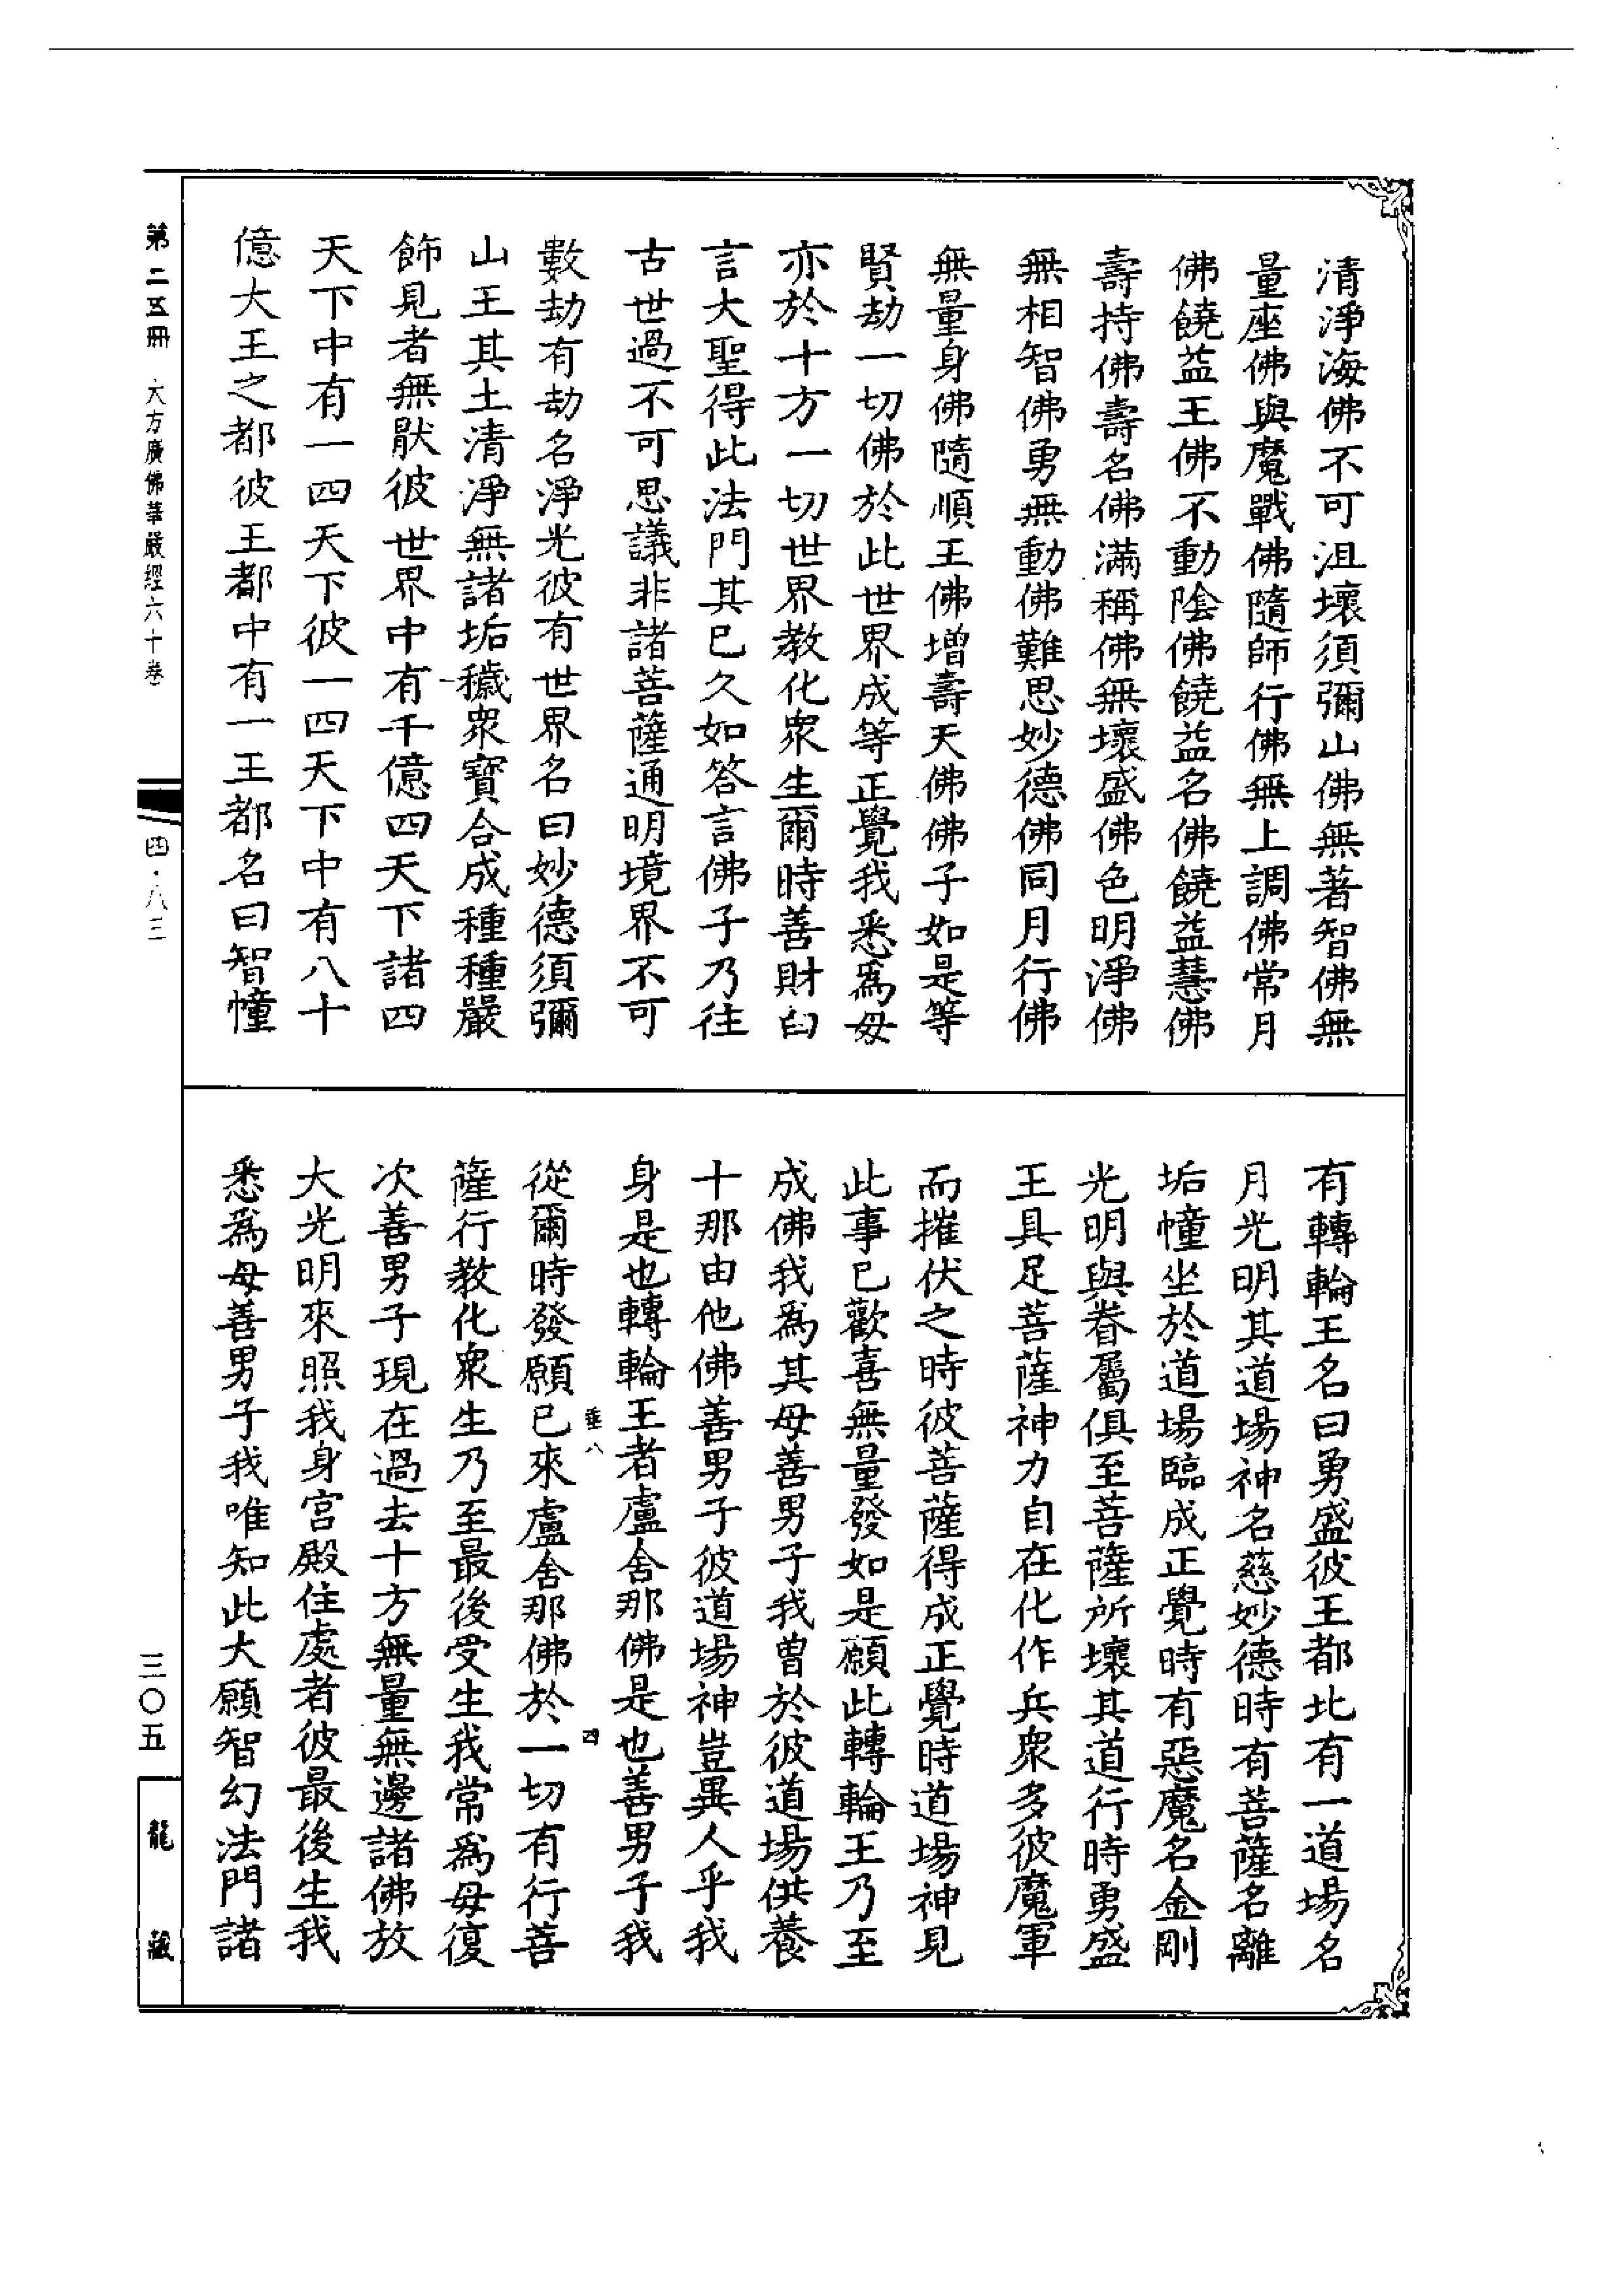 清淨海佛不可沮壞須彌山佛無著智佛無
量座佛與魔戰佛隨師行佛無上調佛常月
佛饒益王佛不動陰佛饒益名佛饒益慧佛
壽持佛壽名佛滿稱佛無壞盛佛色明淨佛
無相智佛勇無動佛難思妙德佛同月行佛
無量身佛隨順王佛增壽天佛佛子如是等
賢劫一切佛於此世界成等正覺我悉爲母
亦於十方一切世界教化衆生爾時善財白
言大聖得此法門其已久如答言佛子乃往
古世過不可思議非諸菩薩通明境界不可
數劫有劫名淨光彼有世界名曰妙德須彌
山王其土清淨無諸垢穢衆寶合成種種嚴
飾見者無猒彼世界中有千億四天下諸四
天下中有一四天下彼一四天下中有八十
億大王之都彼王都中有一王都名曰智幢
有轉輪王名曰勇盛彼王都北有一道場名
月光明其道場神名慈妙德時有菩薩名離
垢幢坐於道場臨成正覺時有惡魔名金剛
光明與眷屬俱至菩薩所壞其道行時勇盛
王具足菩薩神力自在化作兵衆多彼魔軍
而摧伏之時彼菩薩得成正覺時道場神見
此事已歡喜無量發如是願此轉輪王乃至
成佛我爲其母善男子我曾於彼道場供養
十那由他佛善男子彼道場神豈異人乎我
身是也轉輪王者盧舍那佛是也善男子我
垂八
四
從爾時發願已來盧舍那佛於一切有行菩
薩行教化衆生乃至最後受生我常爲母復
次善男子現在過去十方無量無邊諸佛放
大光明來照我身宮殿住處者彼最後生我
悉爲母善男子我唯知此大願智幻法門諸
第二五冊
大方廣佛華嚴經六十卷
四·八三
三〇五
龍藏